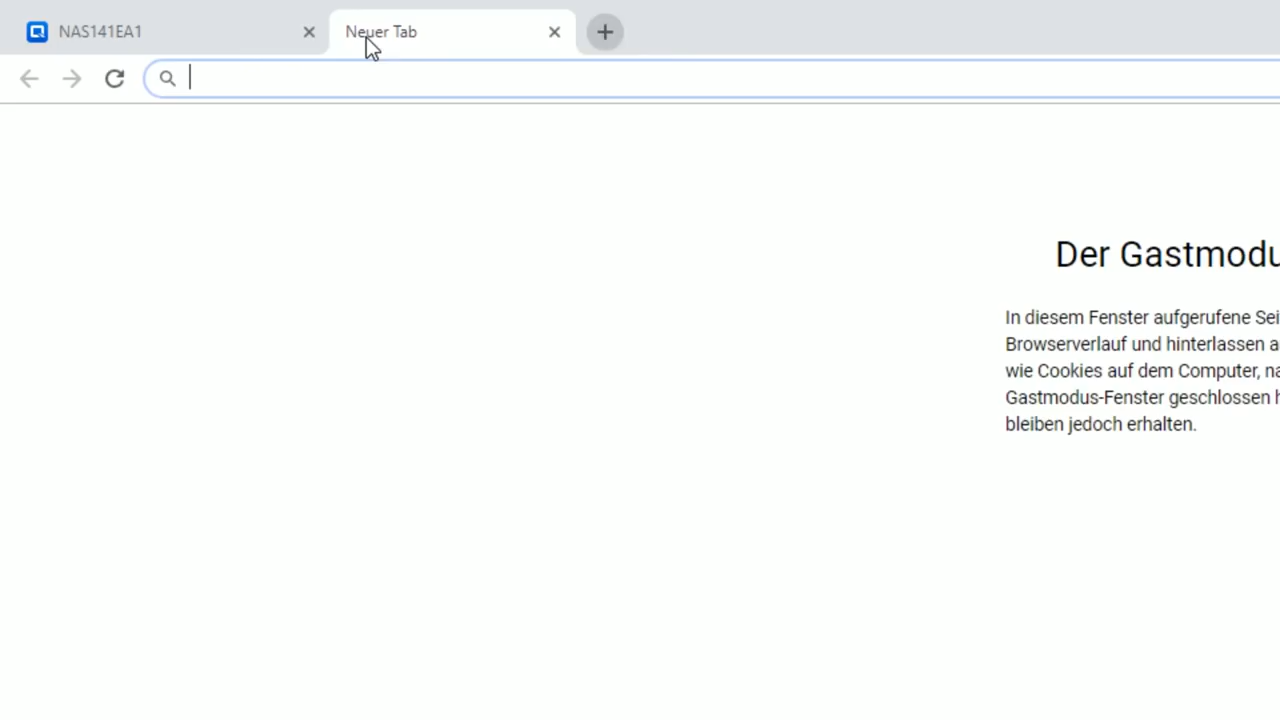 NAS141EA1
Neuer Tab
Der Gastmodu
In diesem Fenster aufgerufene Sei
Browserverlauf und hinterlassen a
wie Cookies auf dem Computer, na
Gastmodus-Fenster geschlossen h
bleiben jedoch erhalten.